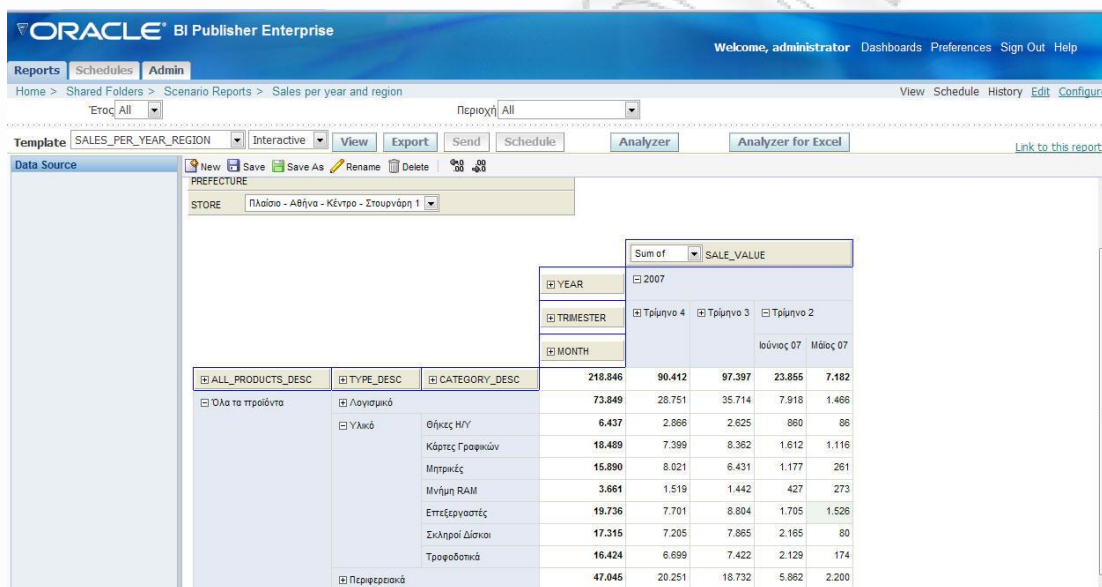 ORACLE BI Publisher Enterprise
Welcome, administrator Dashboards Preferences Sign Out Help
Reports Schedules Admin
Home > Shared Folders > Scenario Reports > Sales per year and region View Schedule History Edit Configure
Έτος All Περιοχή All
Template SALES_PER_YEAR_REGION Interactive View Export Send Schedule Analyzer Analyzer for Excel Link to this report
Data Source New Save Save As Rename Delete
PREFECTURE
STORE Πλαίσιο - Αθήνα - Κέντρο - Στουρνάρη 1
Sum of SALE_VALUE
YEAR 2007
TRIMESTER Τρίμηνο 4 Τρίμηνο 3 Τρίμηνο 2
MONTH Ιούνιος 07 Μάϊος 07
ALL_PRODUCTS_DESC TYPE_DESC CATEGORY_DESC 218.846 90.412 97.397 23.855 7.182
Όλα τα προϊόντα Λογισμικό 73.849 28.751 35.714 7.918 1.466
Υλικό Θήκες Η/Υ 6.437 2.866 2.625 860 86
Κάρτες Γραφικών 18.489 7.399 8.362 1.612 1.116
Μητρικές 15.890 8.021 6.431 1.177 261
Μνήμη RAM 3.661 1.519 1.442 427 273
Επεξεργαστές 19.736 7.701 8.804 1.705 1.526
Σκληροί Δίσκοι 17.315 7.205 7.865 2.165 80
Τροφοδοτικά 16.424 6.699 7.422 2.129 174
Περιφερειακά 47.045 20.251 18.732 5.862 2.200